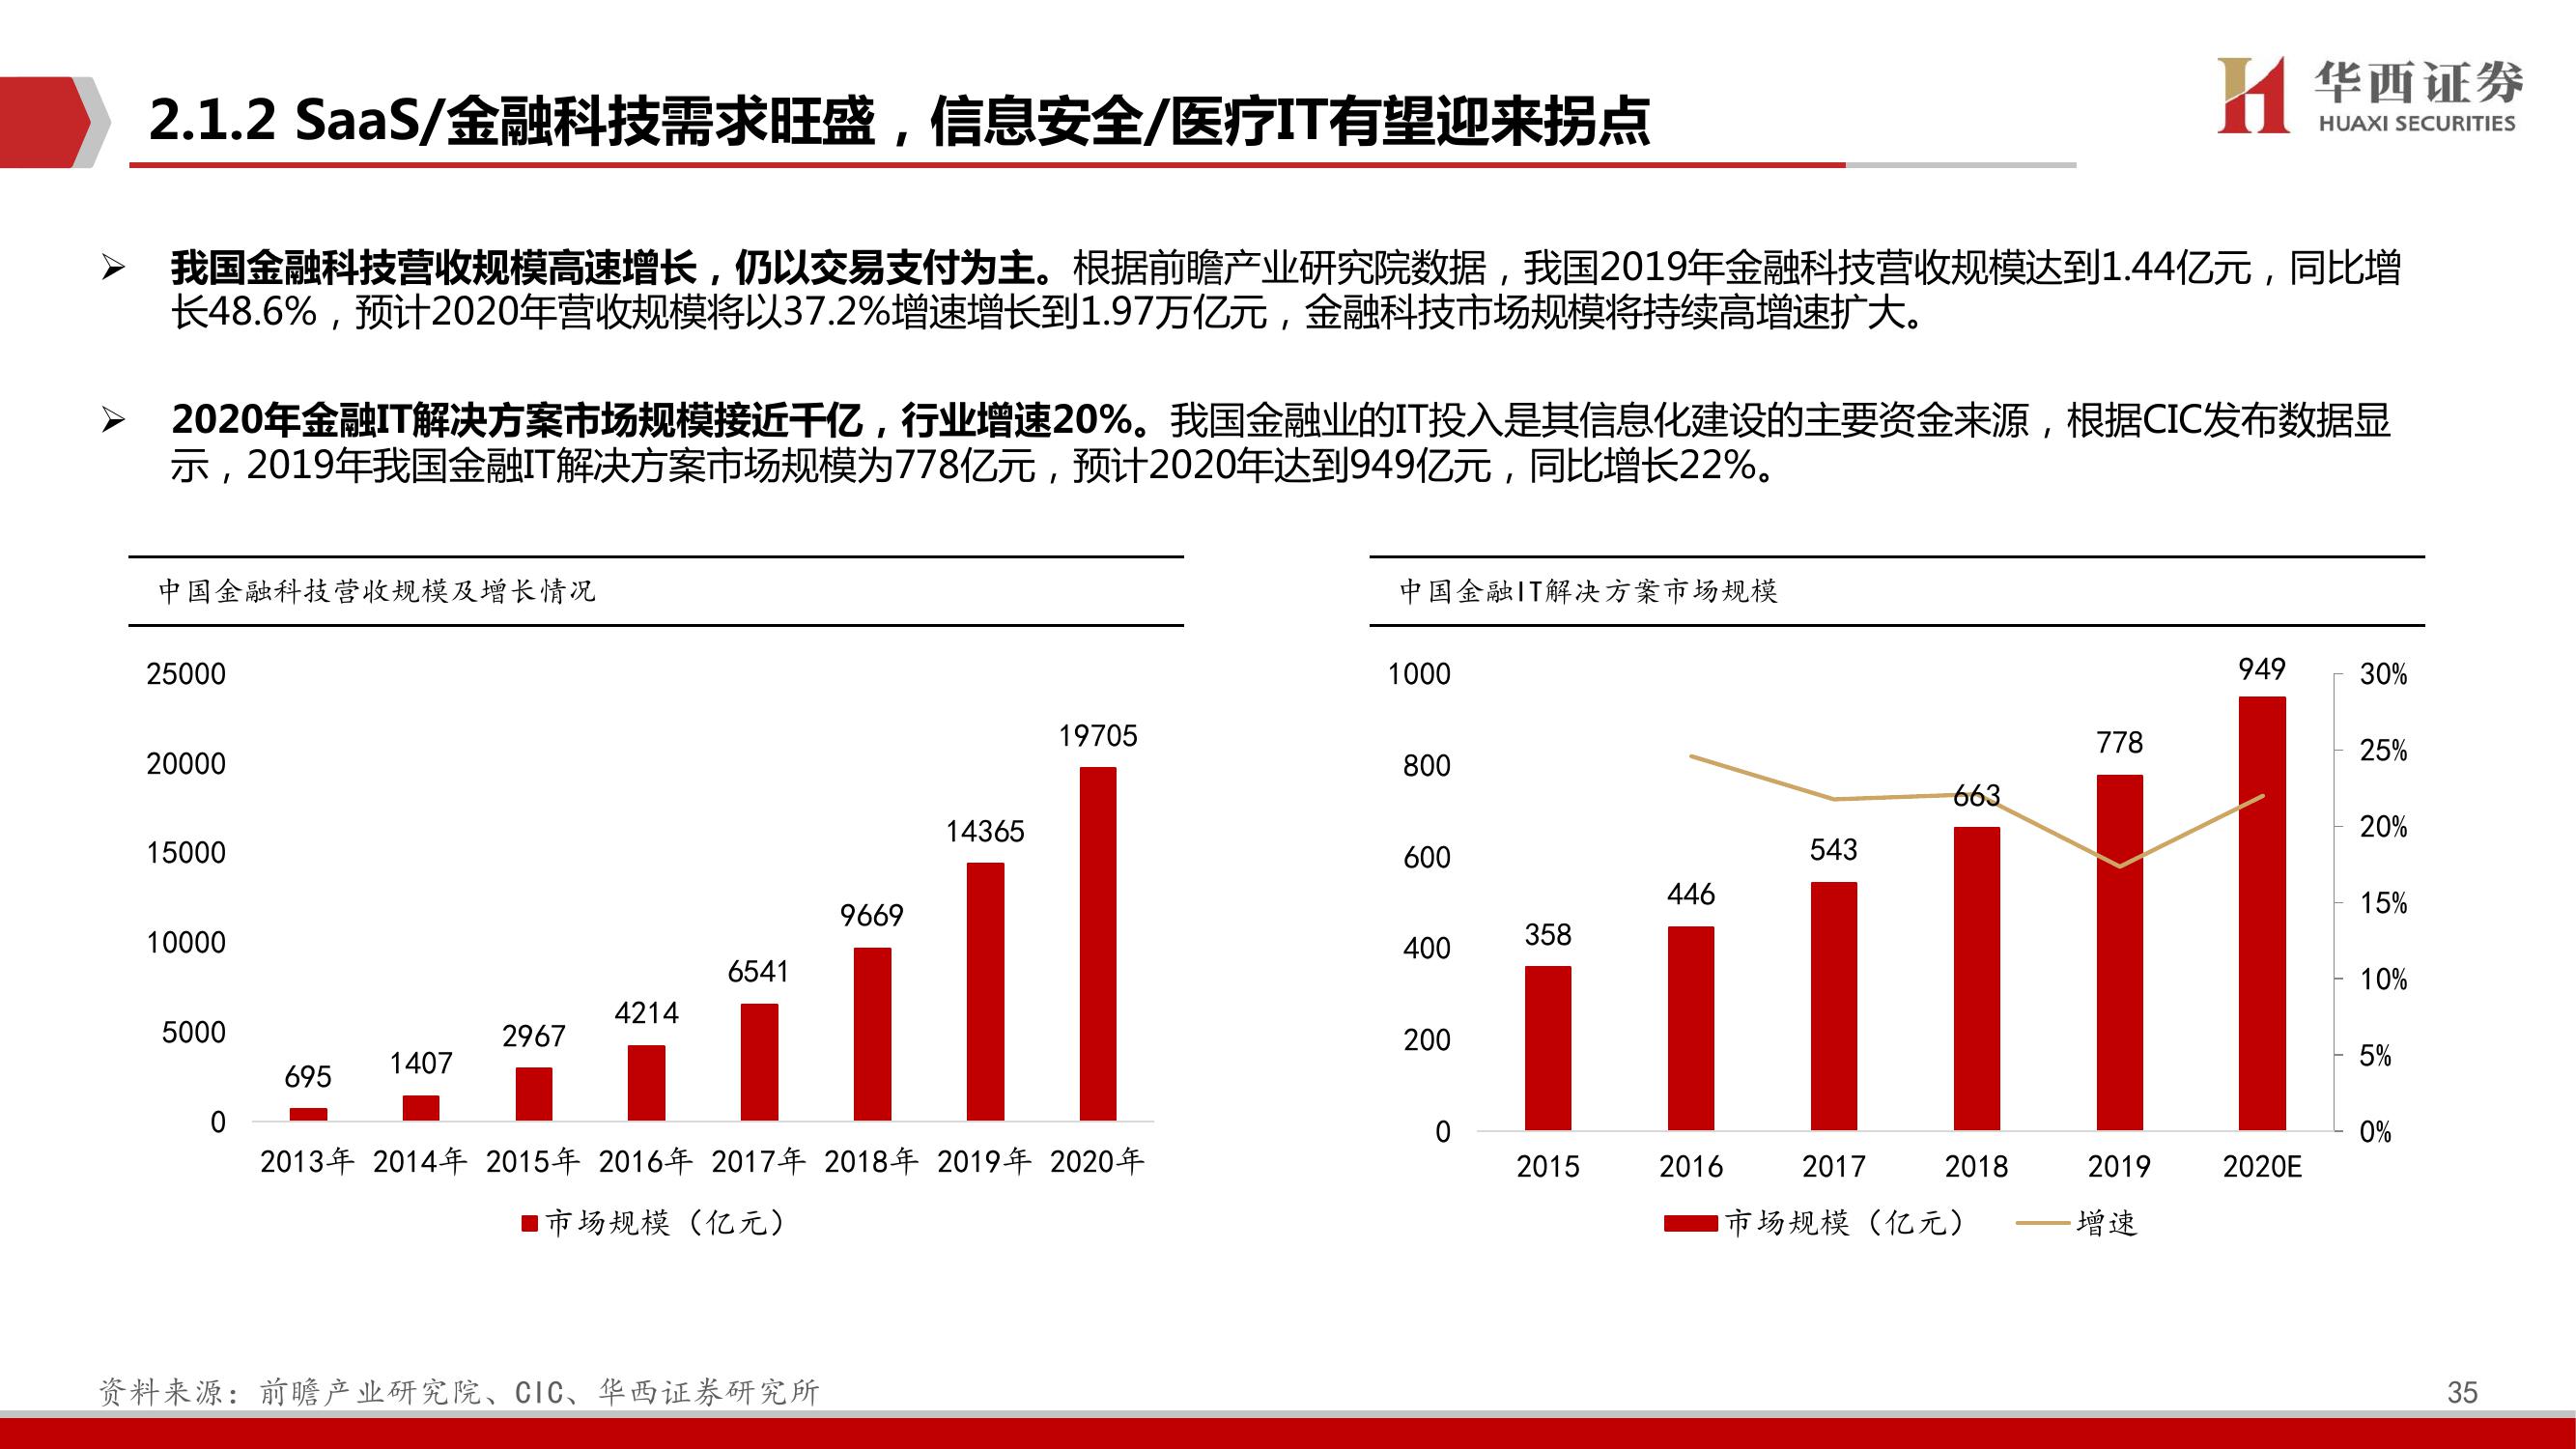 2.1.2 SaaS/金融科技需求旺盛，信息安全/医疗IT有望迎来拐点
华西证券
HUAXI SECURITIES
➢ 我国金融科技营收规模高速增长，仍以交易支付为主。根据前瞻产业研究院数据，我国2019年金融科技营收规模达到1.44亿元，同比增
长48.6%，预计2020年营收规模将以37.2%增速增长到1.97万亿元，金融科技市场规模将持续高增速扩大。
➢ 2020年金融IT解决方案市场规模接近千亿，行业增速20%。我国金融业的IT投入是其信息化建设的主要资金来源，根据CIC发布数据显
示，2019年我国金融IT解决方案市场规模为778亿元，预计2020年达到949亿元，同比增长22%。
中国金融科技营收规模及增长情况
25000
20000
15000
10000
5000
0
695
1407
2967
4214
6541
9669
14365
19705
2013年 2014年 2015年 2016年 2017年 2018年 2019年 2020年
市场规模（亿元）
中国金融IT解决方案市场规模
1000
800
600
400
200
0
358
446
543
663
778
949
30%
25%
20%
15%
10%
5%
0%
2015 2016 2017 2018 2019 2020E
市场规模（亿元） 增速
资料来源：前瞻产业研究院、CIC、华西证券研究所
35